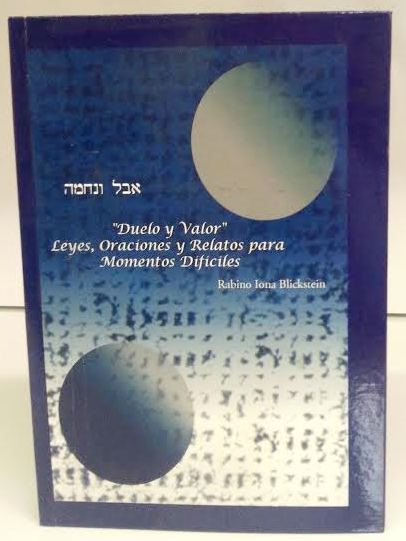 אבל ונחמה
"Duelo y Valor"
Leyes, Oraciones y Relatos para
Momentos Difíciles
Rabino Iona Blickstein